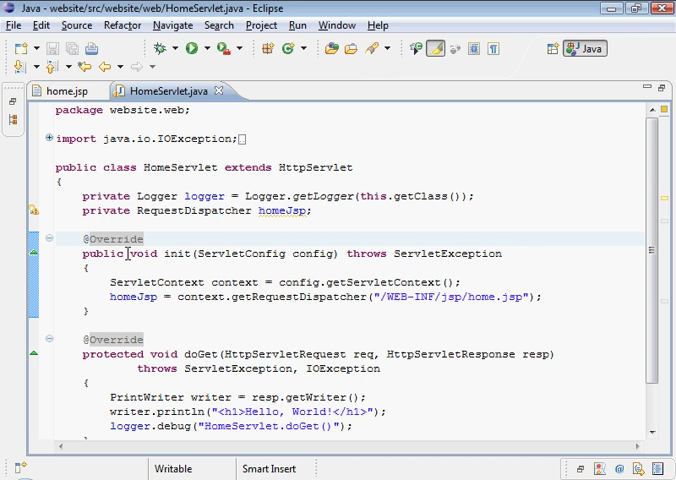 Java - website/src/website/web/HomeServlet.java - Eclipse
File Edit Source Refactor Navigate Search Project Run Window Help
Java
home.jsp HomeServlet.java
package website.web;
import java.io.IOException;
public class HomeServlet extends HttpServlet
{
private Logger logger = Logger.getLogger(this.getClass());
private RequestDispatcher homeJsp;
@Override
public void init(ServletConfig config) throws ServletException
{
ServletContext context = config.getServletContext();
homeJsp = context.getRequestDispatcher("/WEB-INF/jsp/home.jsp");
}
@Override
protected void doGet(HttpServletRequest req, HttpServletResponse resp)
throws ServletException, IOException
{
PrintWriter writer = resp.getWriter();
writer.println("<h1>Hello, World!</h1>");
logger.debug("HomeServlet.doGet()");
}
Writable Smart Insert